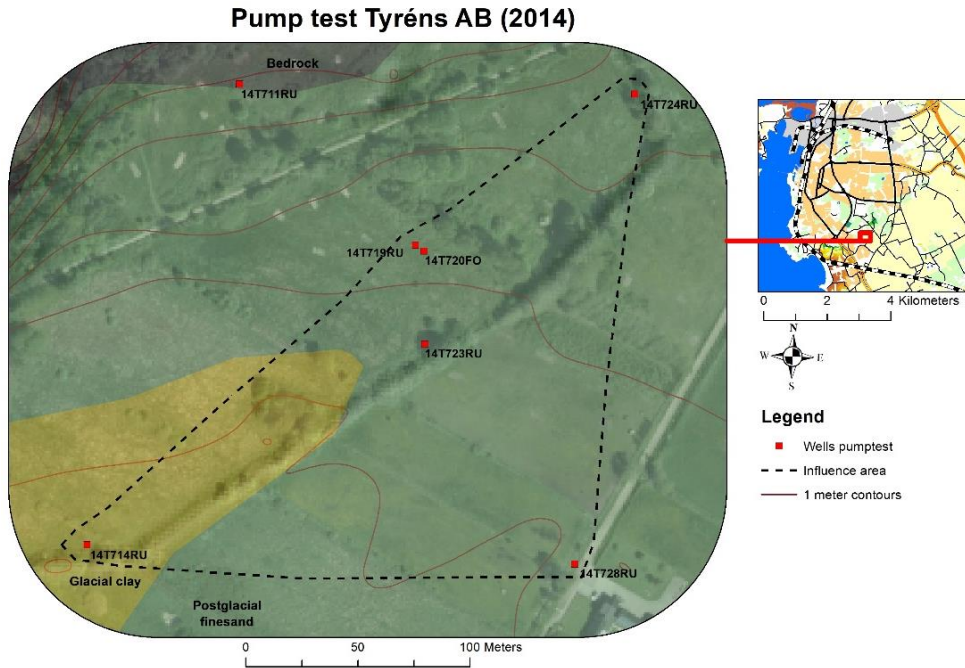 Pump test Tyréns AB (2014)
Bedrock
14T711RU
14T724RU
14T719RU
14T720FO
14T723RU
14T714RU
Glacial clay
14T728RU
Postglacial
finesand
0 50 100 Meters
0 2 4 Kilometers
N
W E
S
Legend
Wells pumptest
Influence area
1 meter contours